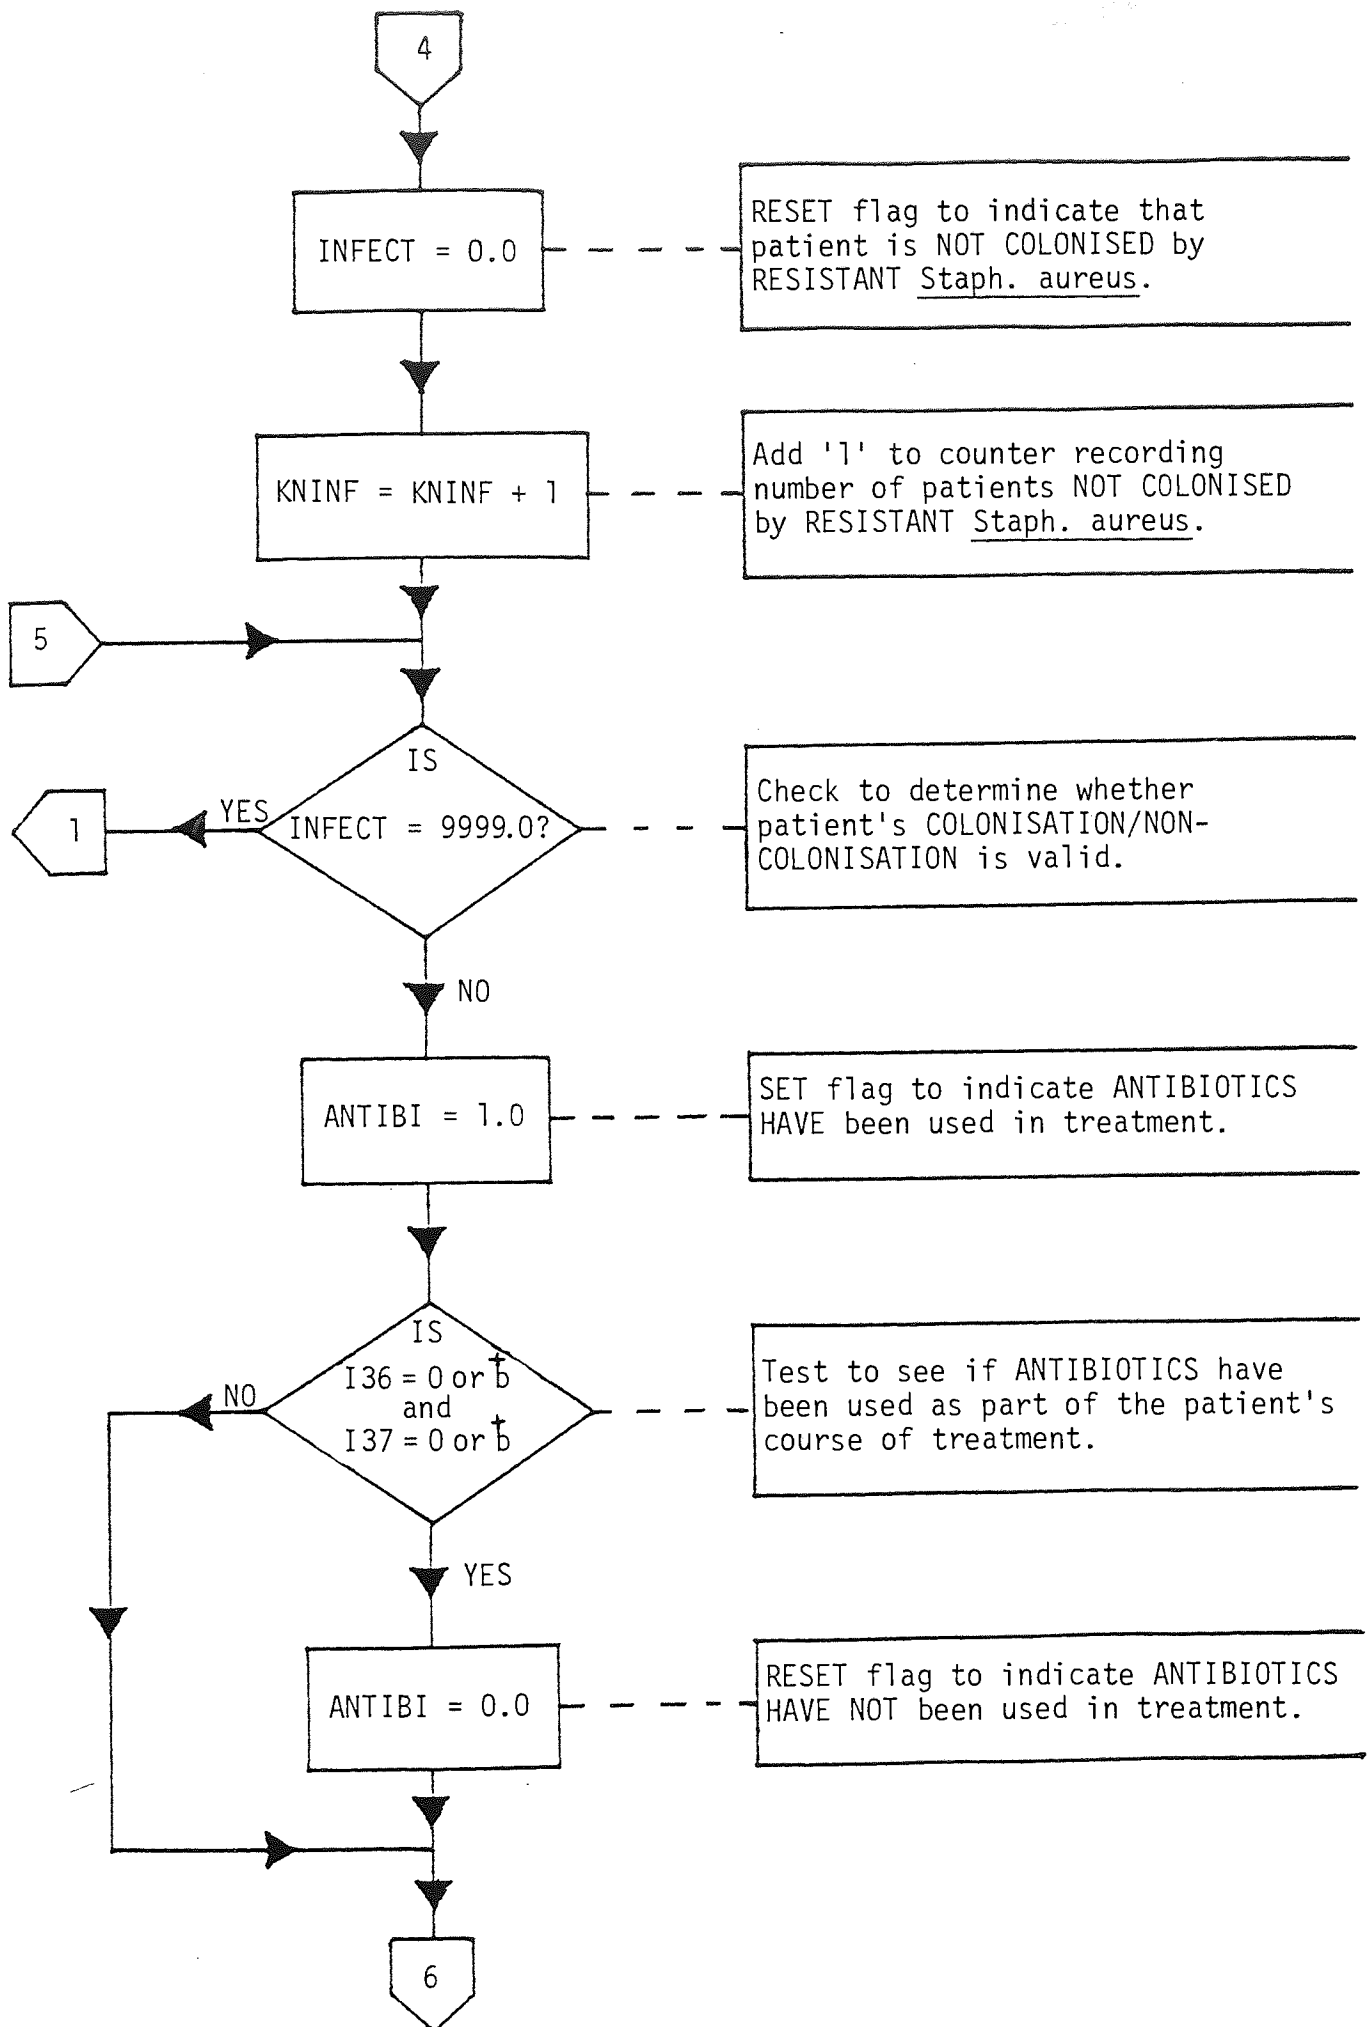 4
INFECT = 0.0
RESET flag to indicate that
patient is NOT COLONISED by
RESISTANT Staph. aureus.
KNINF = KNINF + 1
Add '1' to counter recording
number of patients NOT COLONISED
by RESISTANT Staph. aureus.
5
IS
INFECT = 9999.0?
YES
1
Check to determine whether
patient's COLONISATION/NON-
COLONISATION is valid.
NO
ANTIBI = 1.0
SET flag to indicate ANTIBIOTICS
HAVE been used in treatment.
IS
I36 = 0 or b†
and
I37 = 0 or b†
NO
Test to see if ANTIBIOTICS have
been used as part of the patient's
course of treatment.
YES
ANTIBI = 0.0
RESET flag to indicate ANTIBIOTICS
HAVE NOT been used in treatment.
6